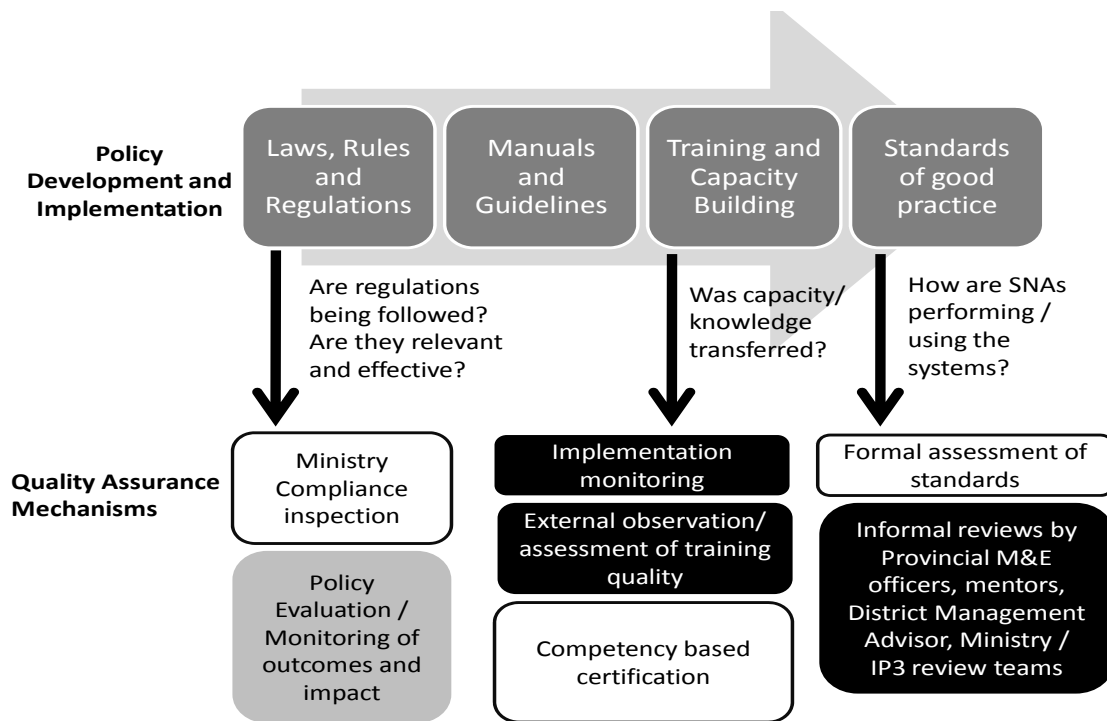 Policy
Development and
Implementation
Laws, Rules
and
Regulations
Manuals
and
Guidelines
Training and
Capacity
Building
Standards
of good
practice
Are regulations
being followed?
Are they relevant
and effective?
Was capacity/
knowledge
transferred?
How are SNAs
performing /
using the
systems?
Quality Assurance
Mechanisms
Ministry
Compliance
inspection
Policy
Evaluation /
Monitoring of
outcomes and
impact
Implementation
monitoring
External observation/
assessment of training
quality
Competency based
certification
Formal assessment of
standards
Informal reviews by
Provincial M&E
officers, mentors,
District Management
Advisor, Ministry /
IP3 review teams